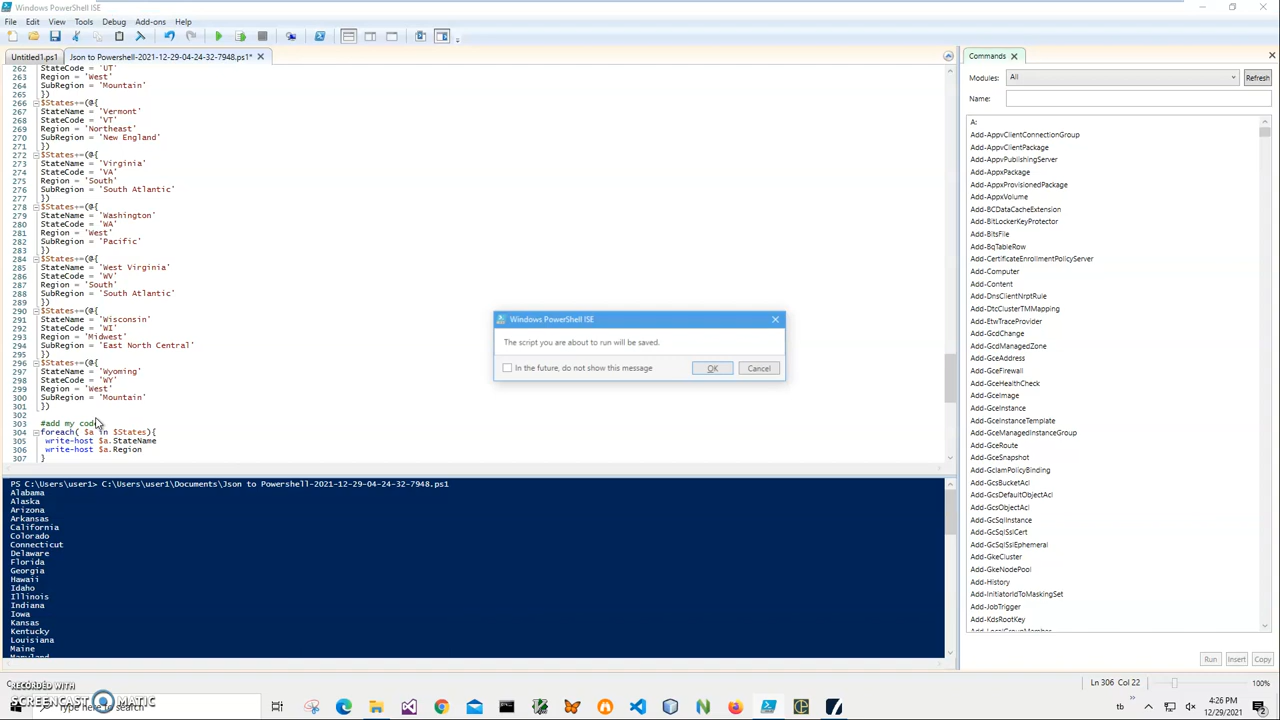 Windows PowerShell ISE
File Edit View Tools Debug Add-ons Help
Untitled1.ps1
Json to Powershell-2021-12-29-04-24-32-7948.ps1*
262 StateCode = 'UT'
263 Region = 'West'
264 SubRegion = 'Mountain'
265 })
266 $States+=(@{
267 StateName = 'Vermont'
268 StateCode = 'VT'
269 Region = 'Northeast'
270 SubRegion = 'New England'
271 })
272 $States+=(@{
273 StateName = 'Virginia'
274 StateCode = 'VA'
275 Region = 'South'
276 SubRegion = 'South Atlantic'
277 })
278 $States+=(@{
279 StateName = 'Washington'
280 StateCode = 'WA'
281 Region = 'West'
282 SubRegion = 'Pacific'
283 })
284 $States+=(@{
285 StateName = 'West Virginia'
286 StateCode = 'WV'
287 Region = 'South'
288 SubRegion = 'South Atlantic'
289 })
290 $States+=(@{
291 StateName = 'Wisconsin'
292 StateCode = 'WI'
293 Region = 'Midwest'
294 SubRegion = 'East North Central'
295 })
296 $States+=(@{
297 StateName = 'Wyoming'
298 StateCode = 'WY'
299 Region = 'West'
300 SubRegion = 'Mountain'
301 })
302
303 #add my code
304 foreach( $a in $States){
305 write-host $a.StateName
306 write-host $a.Region
307 }
Windows PowerShell ISE
The script you are about to run will be saved.
In the future, do not show this message
OK
Cancel
PS C:\Users\user1> C:\Users\user1\Documents\Json to Powershell-2021-12-29-04-24-32-7948.ps1
Alabama
Alaska
Arizona
Arkansas
California
Colorado
Connecticut
Delaware
Florida
Georgia
Hawaii
Idaho
Illinois
Indiana
Iowa
Kansas
Kentucky
Louisiana
Maine
Maryland
Commands
Modules: All Refresh
Name:
A:
Add-AppvClientConnectionGroup
Add-AppvClientPackage
Add-AppvPublishingServer
Add-AppxPackage
Add-AppxProvisionedPackage
Add-AppxVolume
Add-BCDataCacheExtension
Add-BitLockerKeyProtector
Add-BitsFile
Add-BqTableRow
Add-CertificateEnrollmentPolicyServer
Add-Computer
Add-Content
Add-DnsClientNrptRule
Add-DtcClusterTMMapping
Add-EtwTraceProvider
Add-GcdChange
Add-GcdManagedZone
Add-GceAddress
Add-GceFirewall
Add-GceHealthCheck
Add-GceImage
Add-GceInstance
Add-GceInstanceTemplate
Add-GceManagedInstanceGroup
Add-GceRoute
Add-GceSnapshot
Add-GcIamPolicyBinding
Add-GcsBucketAcl
Add-GcsDefaultObjectAcl
Add-GcsObjectAcl
Add-GcSqlInstance
Add-GcSqlSslCert
Add-GcSqlSslEphemeral
Add-GkeCluster
Add-GkeNodePool
Add-History
Add-InitiatorIdToMaskingSet
Add-JobTrigger
Add-KdsRootKey
Add-LocalGroupMember
Run Insert Copy
Ln 306 Col 22
100%
RECORDED WITH
SCREENCAST MATIC
Type here to search
tb
4:26 PM
12/29/2021
2